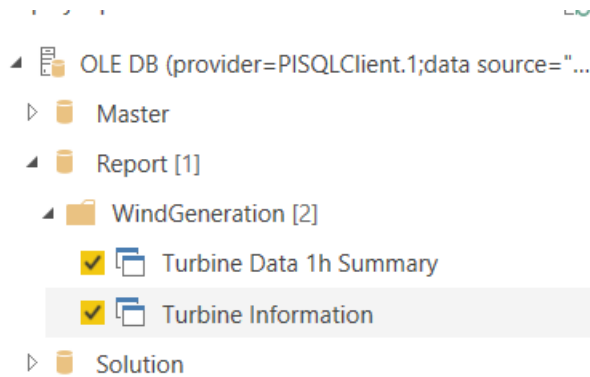 OLE DB (provider=PISQLClient.1;data source="...
Master
Report [1]
WindGeneration [2]
Turbine Data 1h Summary
Turbine Information
Solution